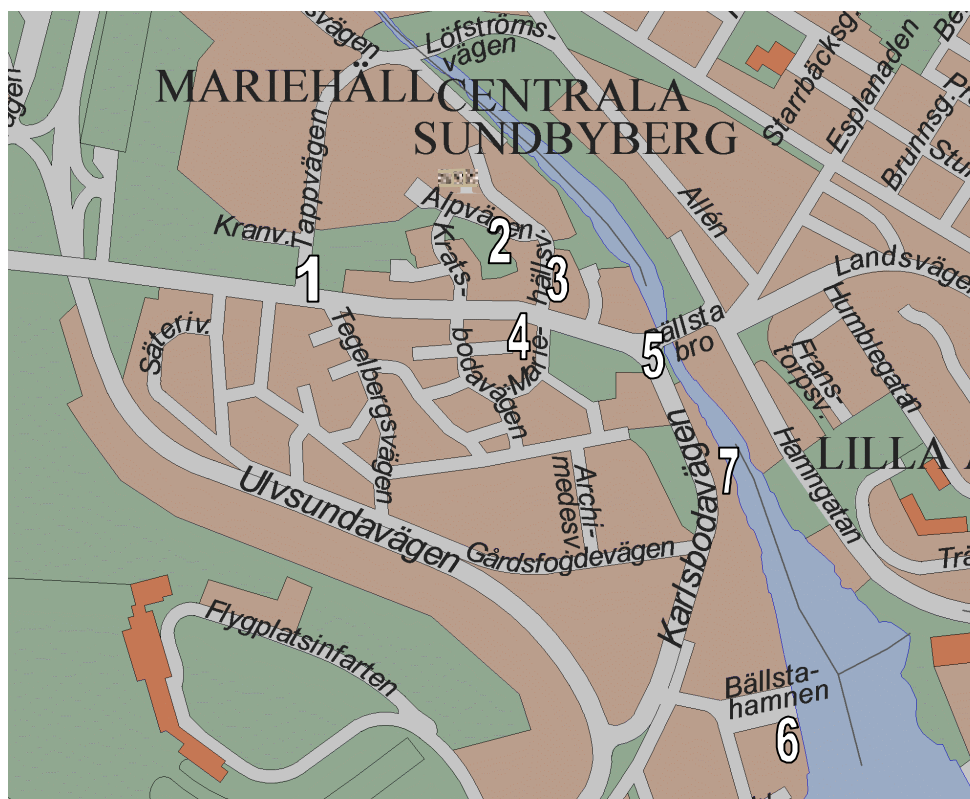 svägen
Löfströms-
vägen
Starrbäcksg.
Esplanaden
MARIEHÄLL
CENTRALA
SUNDBYBERG
Brunnsg.
Tappvägen
Kranv.
Alpvägen
Allén
1
2
3
Krats-
bodavägen
Marie-
hällsv.
Landsvägen
Humblegatan
Säteriv.
Tegelbergsvägen
4
5
Bällsta
bro
Frans-
torpsv.
7
Karlsbodavägen
Hamngatan
LILLA
Ulvsundavägen
Archi-
medesv.
Gårdsfogdevägen
Flygplatsinfarten
Bällsta-
hamnen
6